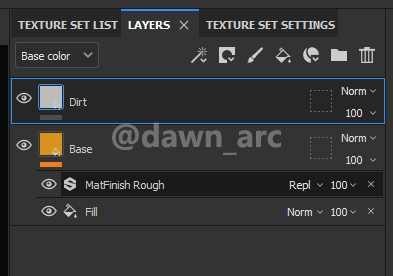 TEXTURE SET LIST LAYERS × TEXTURE SET SETTINGS
Base color
Norm
Dirt
100
@dawn_arc
Norm
Base
100
MatFinish Rough Repl 100 ×
Fill Norm 100 ×